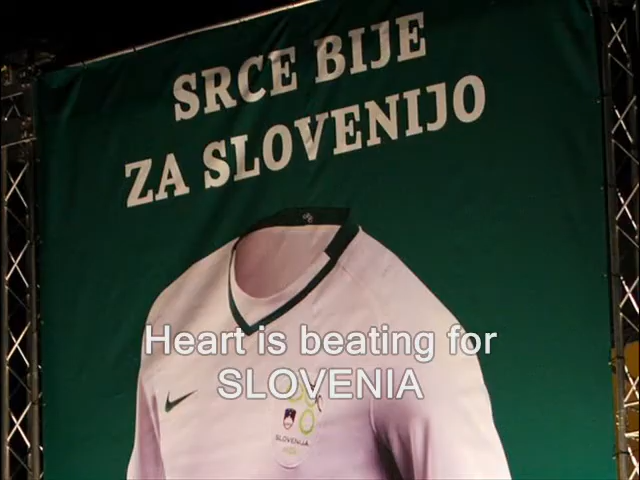 SRCE BIJE
ZA SLOVENIJO
Heart is beating for
SLOVENIA
SLOVENIJA